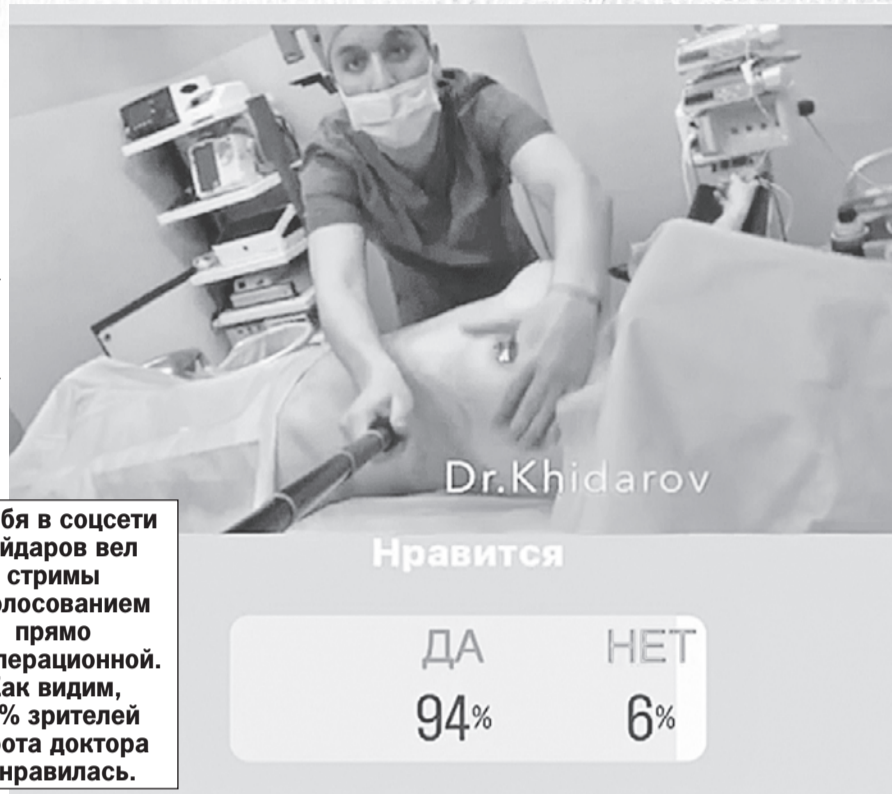 Dr.Khidarov
Нравится
ДА НЕТ
94% 6%
бя в соцсети
йдаров вел
стримы
олосованием
прямо
перационной.
ак видим,
% зрителей
ота доктора
нравилась.